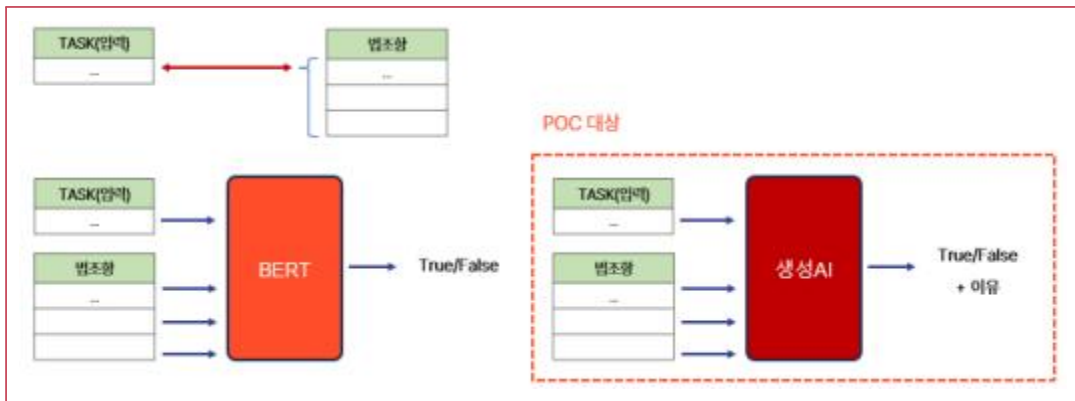 TASK(입력)
...
법조항
...
POC 대상
TASK(입력)
...
법조항
...
BERT
True/False
TASK(입력)
...
법조항
...
생성AI
True/False
+ 이유